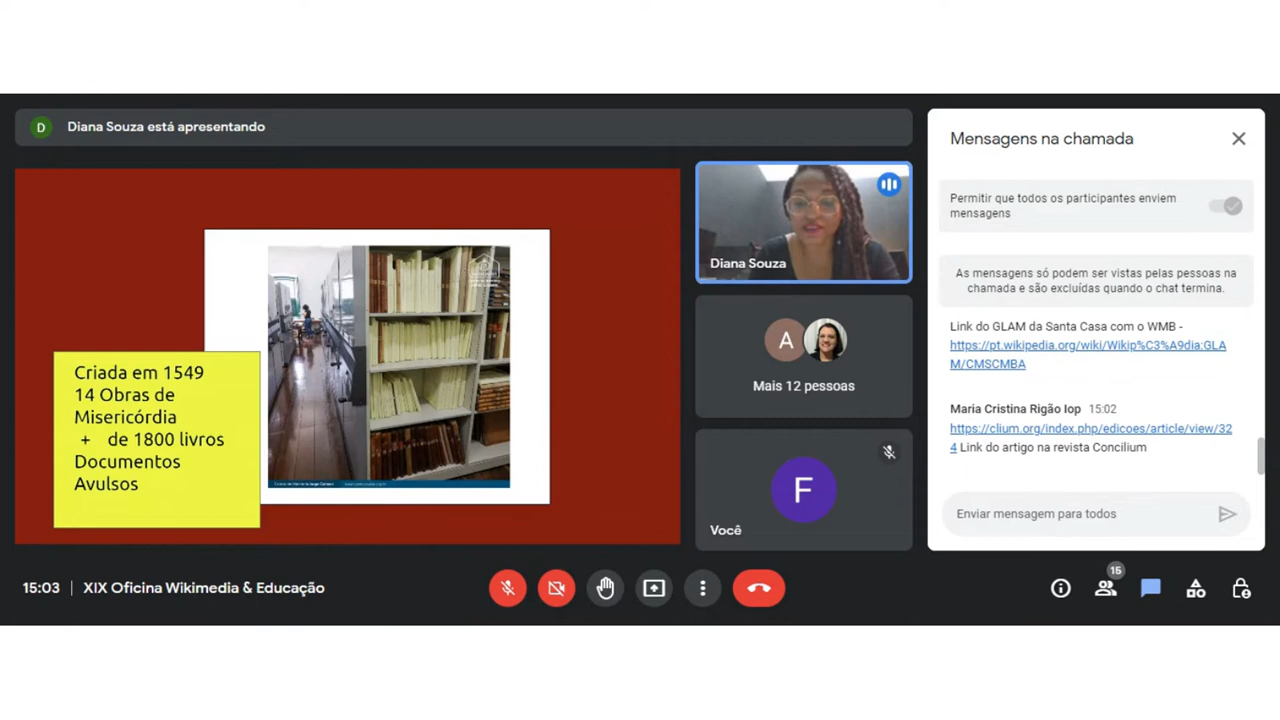 D
Diana Souza está apresentando
Criada em 1549
14 Obras de
Misericórdia
+ de 1800 livros
Documentos
Avulsos
Diana Souza
A
Mais 12 pessoas
F
Você
Mensagens na chamada
Permitir que todos os participantes enviem
mensagens
As mensagens só podem ser vistas pelas pessoas na
chamada e são excluídas quando o chat termina.
Link do GLAM da Santa Casa com o WMB -
https://pt.wikipedia.org/wiki/Wikip%C3%A9dia:GLA
M/CMSCMBA
Maria Cristina Rigão Iop 15:02
https://clium.org/index.php/edicoes/article/view/32
4 Link do artigo na revista Concilium
Enviar mensagem para todos
15:03 | XIX Oficina Wikimedia & Educação
15